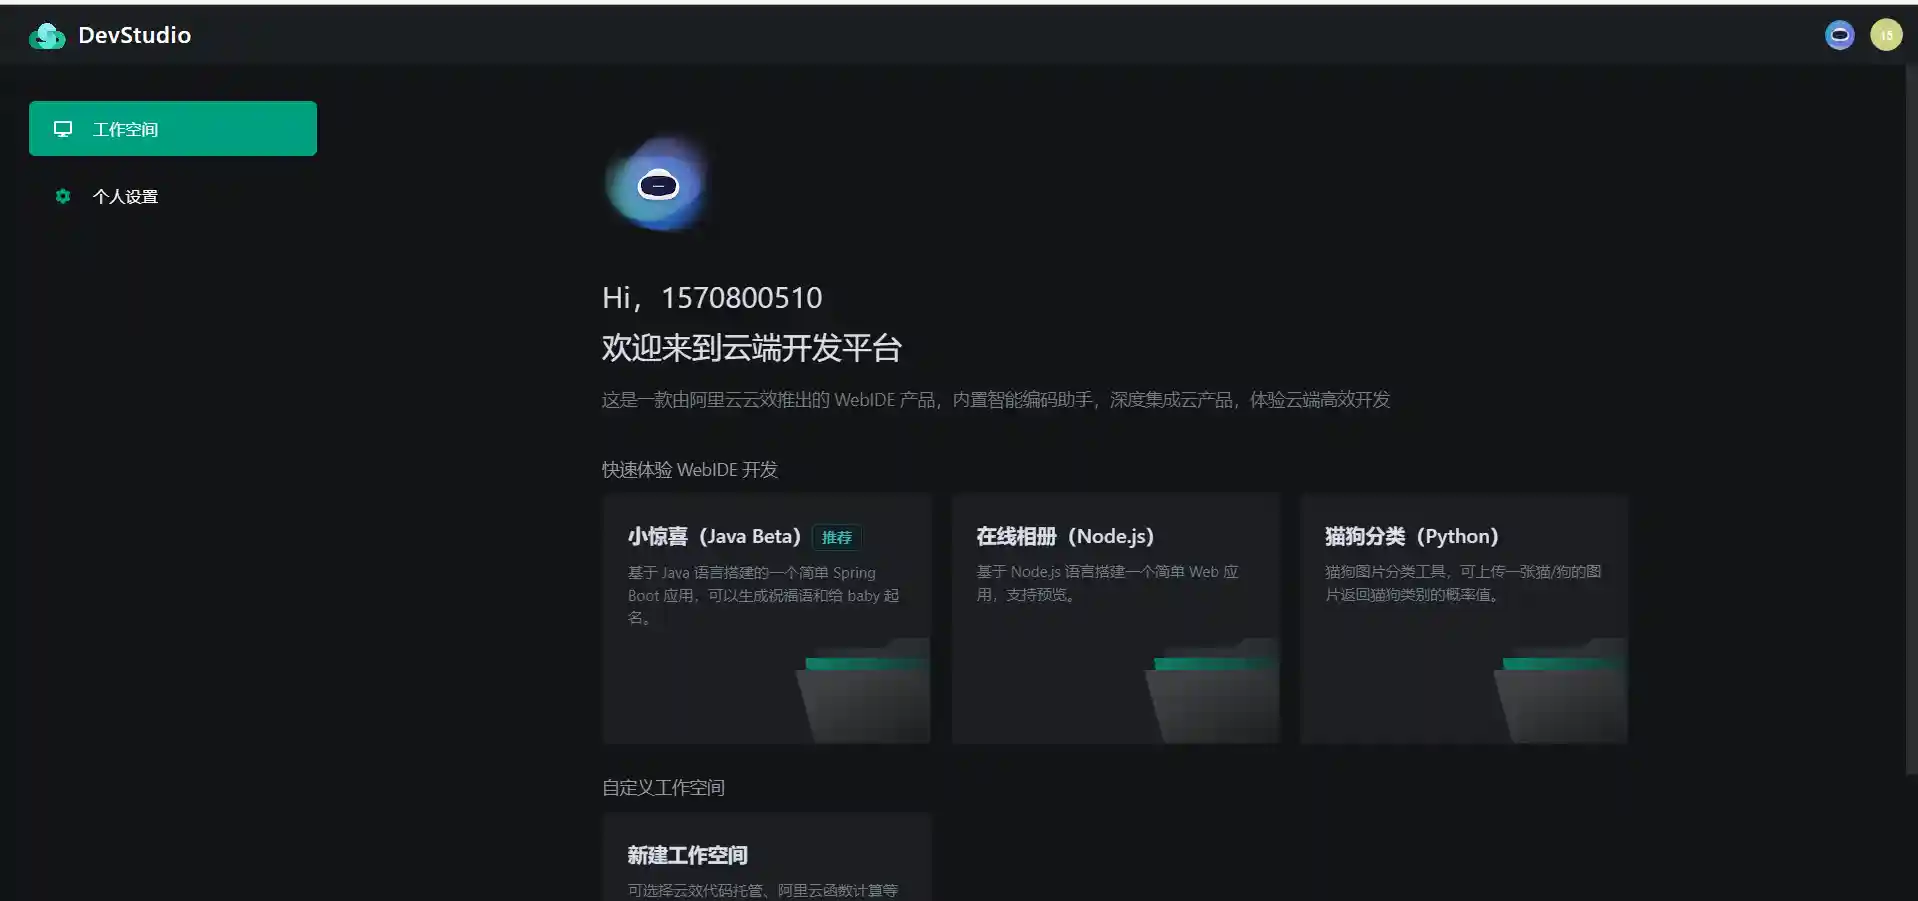 DevStudio
15
工作空间
个人设置
Hi，1570800510
欢迎来到云端开发平台
这是一款由阿里云云效推出的 WebIDE 产品，内置智能编码助手，深度集成云产品，体验云端高效开发
快速体验 WebIDE 开发
小惊喜（Java Beta） 推荐
基于 Java 语言搭建的一个简单 Spring
Boot 应用，可以生成祝福语和给 baby 起
名。
在线相册（Node.js）
基于 Node.js 语言搭建一个简单 Web 应
用，支持预览。
猫狗分类（Python）
猫狗图片分类工具，可上传一张猫/狗的图
片返回猫狗类别的概率值。
自定义工作空间
新建工作空间
可选择云效代码托管、阿里云函数计算等